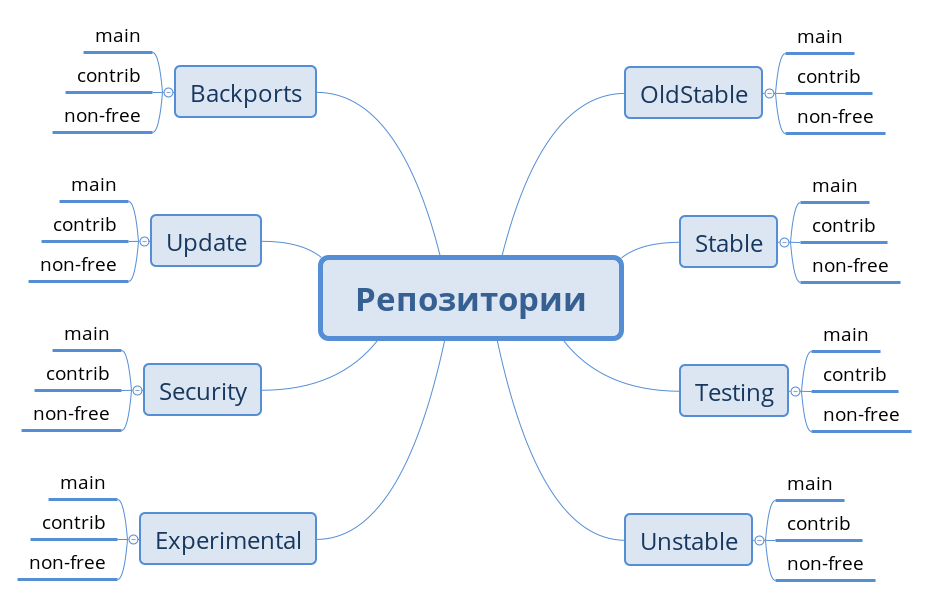 Репозитории
Backports
main
contrib
non-free
Update
main
contrib
non-free
Security
main
contrib
non-free
Experimental
main
contrib
non-free
OldStable
main
contrib
non-free
Stable
main
contrib
non-free
Testing
main
contrib
non-free
Unstable
main
contrib
non-free